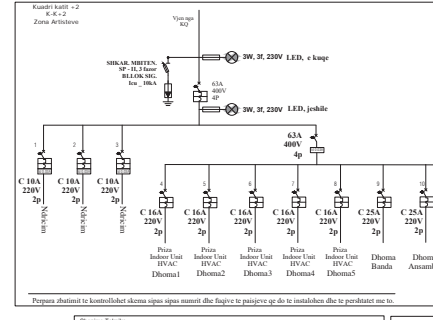 Kuadri katit +2
K-K+2
Zona Artisteve
Vjen nga
KQ
SHKAR. MBITEN.
SP - II, 3 fazor
BLLOK SIG.
Icu _ 10kA
3W, 3f, 230V LED, e kuqe
63A
400V
4P
3W, 3f, 230V LED, jeshile
63A
400V
4p
1 2 3
C 10A C 10A C 10A
220V 220V 220V
2p 2p 2p
Ndricim Ndricim Ndricim
4 5 6 7 8 9 10
C 16A C 16A C 16A C 16A C 16A C 25A C 25A
220V 220V 220V 220V 220V 220V 220V
2p 2p 2p 2p 2p 2p 2p
Priza Priza Priza Priza Priza
Indoor Unit Indoor Unit Indoor Unit Indoor Unit Indoor Unit
HVAC HVAC HVAC HVAC HVAC
Dhoma1 Dhoma2 Dhoma3 Dhoma4 Dhoma5
Dhoma Dhoma
Banda Ansamb
Perpara zbatimit te kontrollohet skema sipas sipas numrit dhe fuqive te paisjeve qe do te instalohen dhe te pershtatet me to.